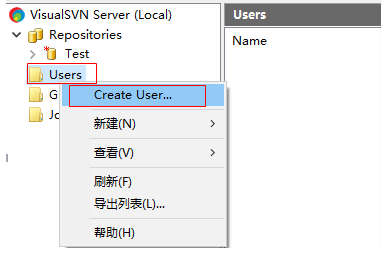 VisualSVN Server (Local)
Repositories
Test
Users
Create User...
新建(N)
查看(V)
刷新(F)
导出列表(L)...
帮助(H)
Users
Name